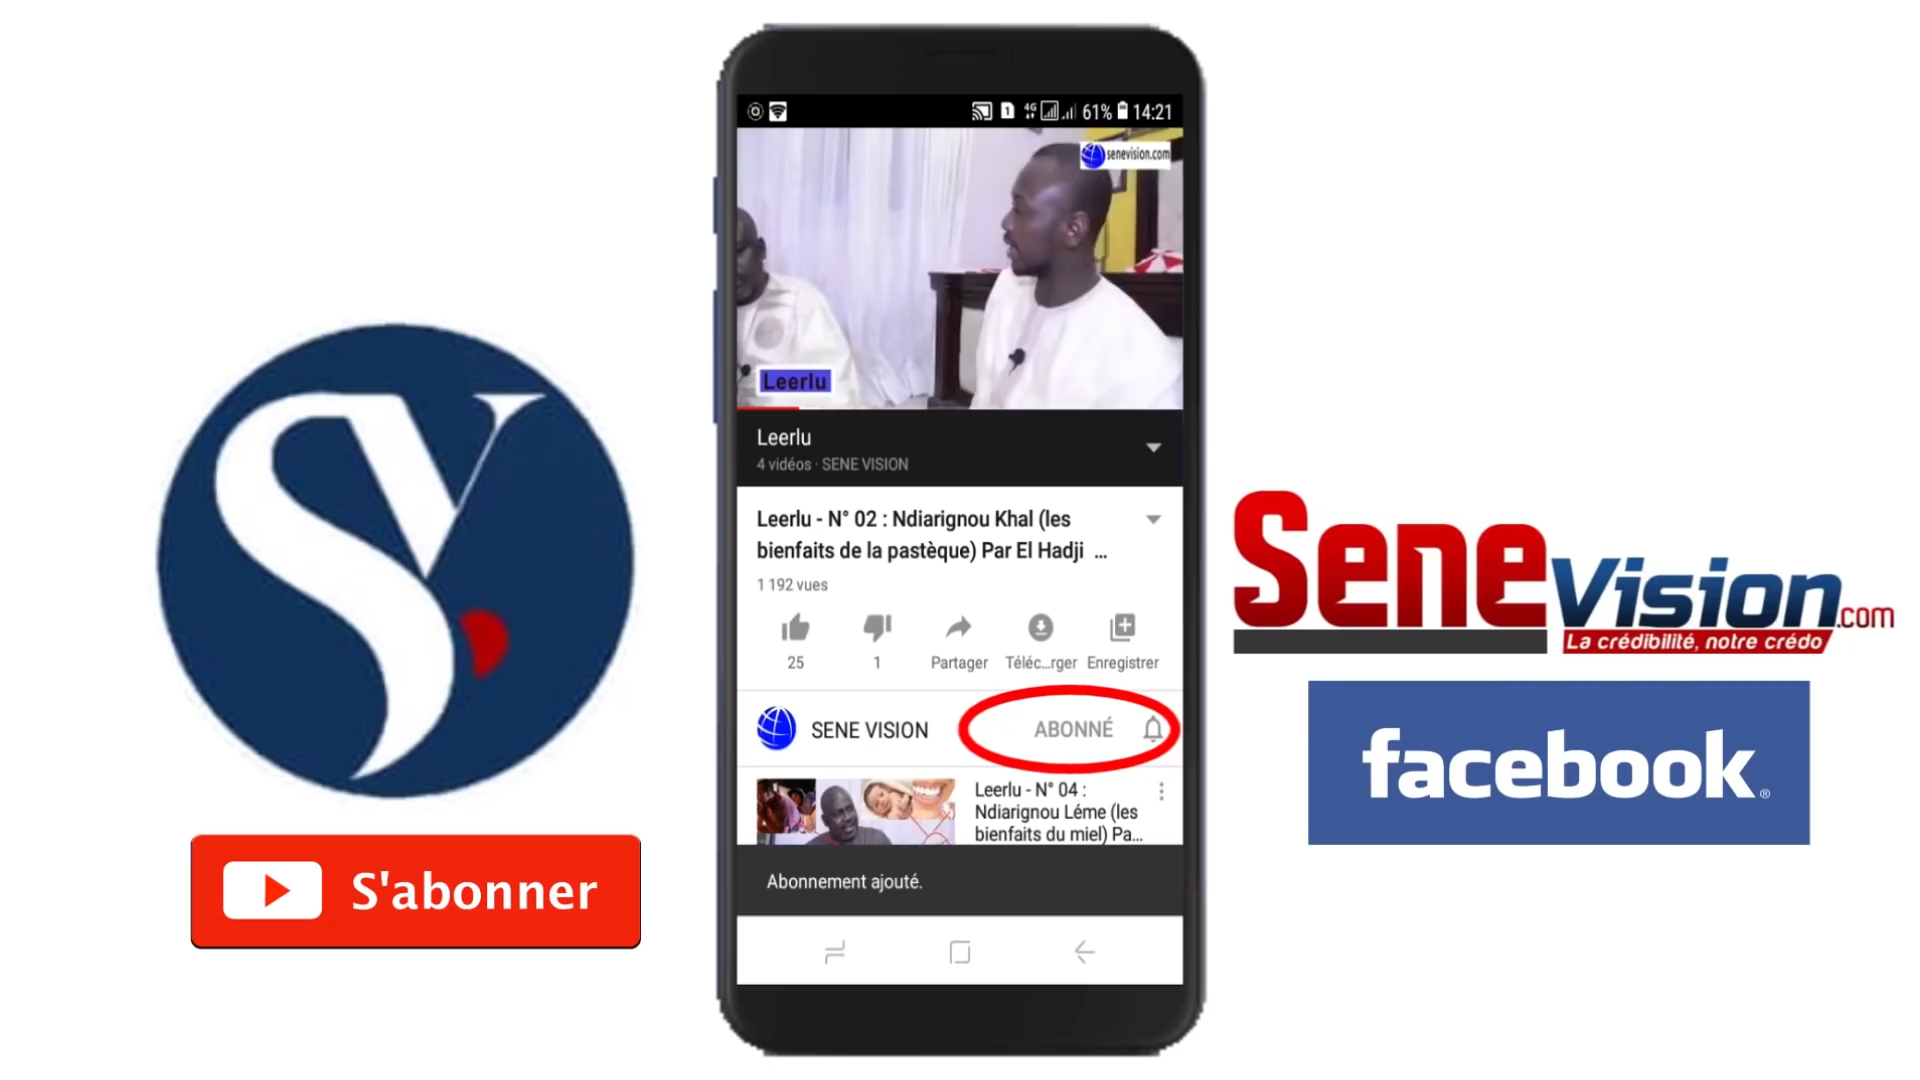 SV
S'abonner
4G 61% 14:21
senevision.com
Leerlu
Leerlu
4 vidéos · SENE VISION
Leerlu - N° 02 : Ndiarignou Khal (les
bienfaits de la pastèque) Par El Hadji ...
1 192 vues
25
1
Partager
Téléc...rger
Enregistrer
SENE VISION
ABONNÉ
Leerlu - N° 04 :
Ndiarignou Léme (les
bienfaits du miel) Pa...
Abonnement ajouté.
SeneVision.com
La crédibilité, notre crédo
facebook®